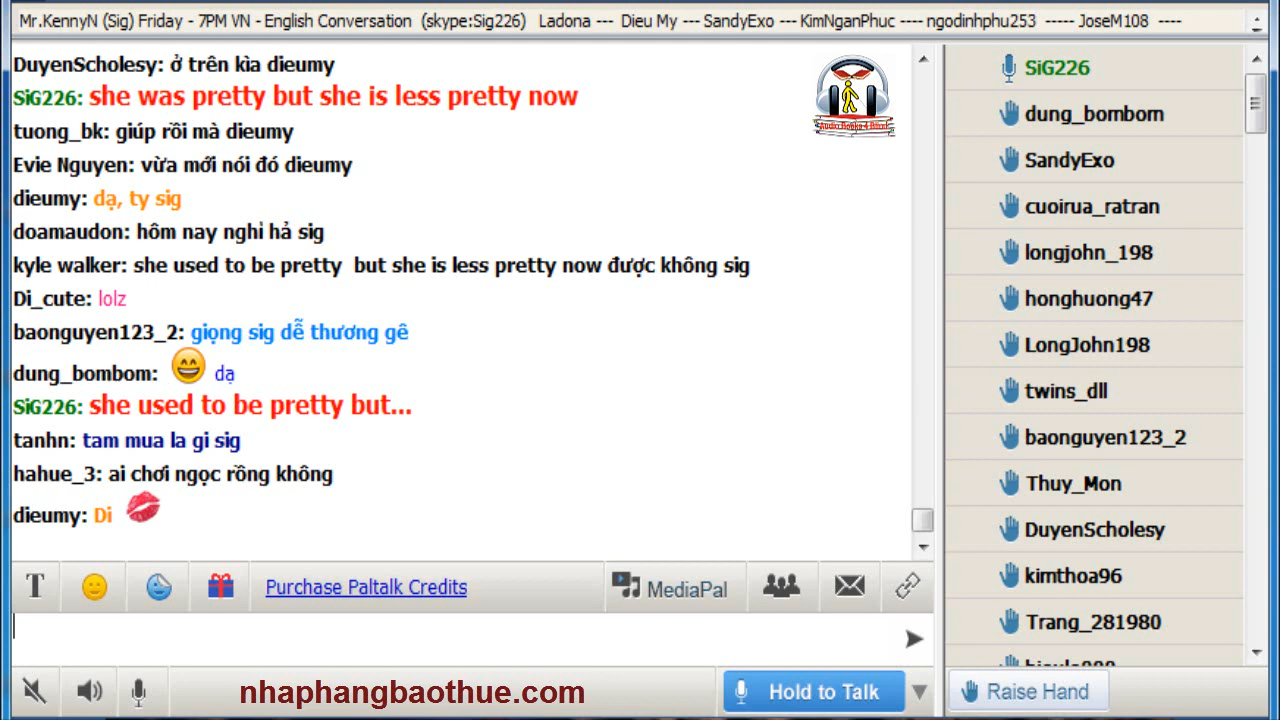 Mr.KennyN (Sig) Friday - 7PM VN - English Conversation (skype:Sig226) Ladona --- Dieu My --- SandyExo --- KimNganPhuc ---- ngodinhphu253 ----- JoseM108 ----
DuyenScholesy: ở trên kìa dieumy
SiG226: she was pretty but she is less pretty now
tuong_bk: giúp rồi mà dieumy
Evie Nguyen: vừa mới nói đó dieumy
dieumy: dạ, ty sig
doamaudon: hôm nay nghỉ hả sig
kyle walker: she used to be pretty but she is less pretty now được không sig
Di_cute: lolz
baonguyen123_2: giọng sig dễ thương gê
dung_bombom: dạ
SiG226: she used to be pretty but...
tanhn: tam mua la gi sig
hahue_3: ai chơi ngọc rồng không
dieumy: Di
Audio Books 4 Blind
SiG226
dung_bombom
SandyExo
cuoirua_ratran
longjohn_198
honghuong47
LongJohn198
twins_dll
baonguyen123_2
Thuy_Mon
DuyenScholesy
kimthoa96
Trang_281980
T
Purchase Paltalk Credits
MediaPal
nhaphangbaothue.com
Hold to Talk
Raise Hand